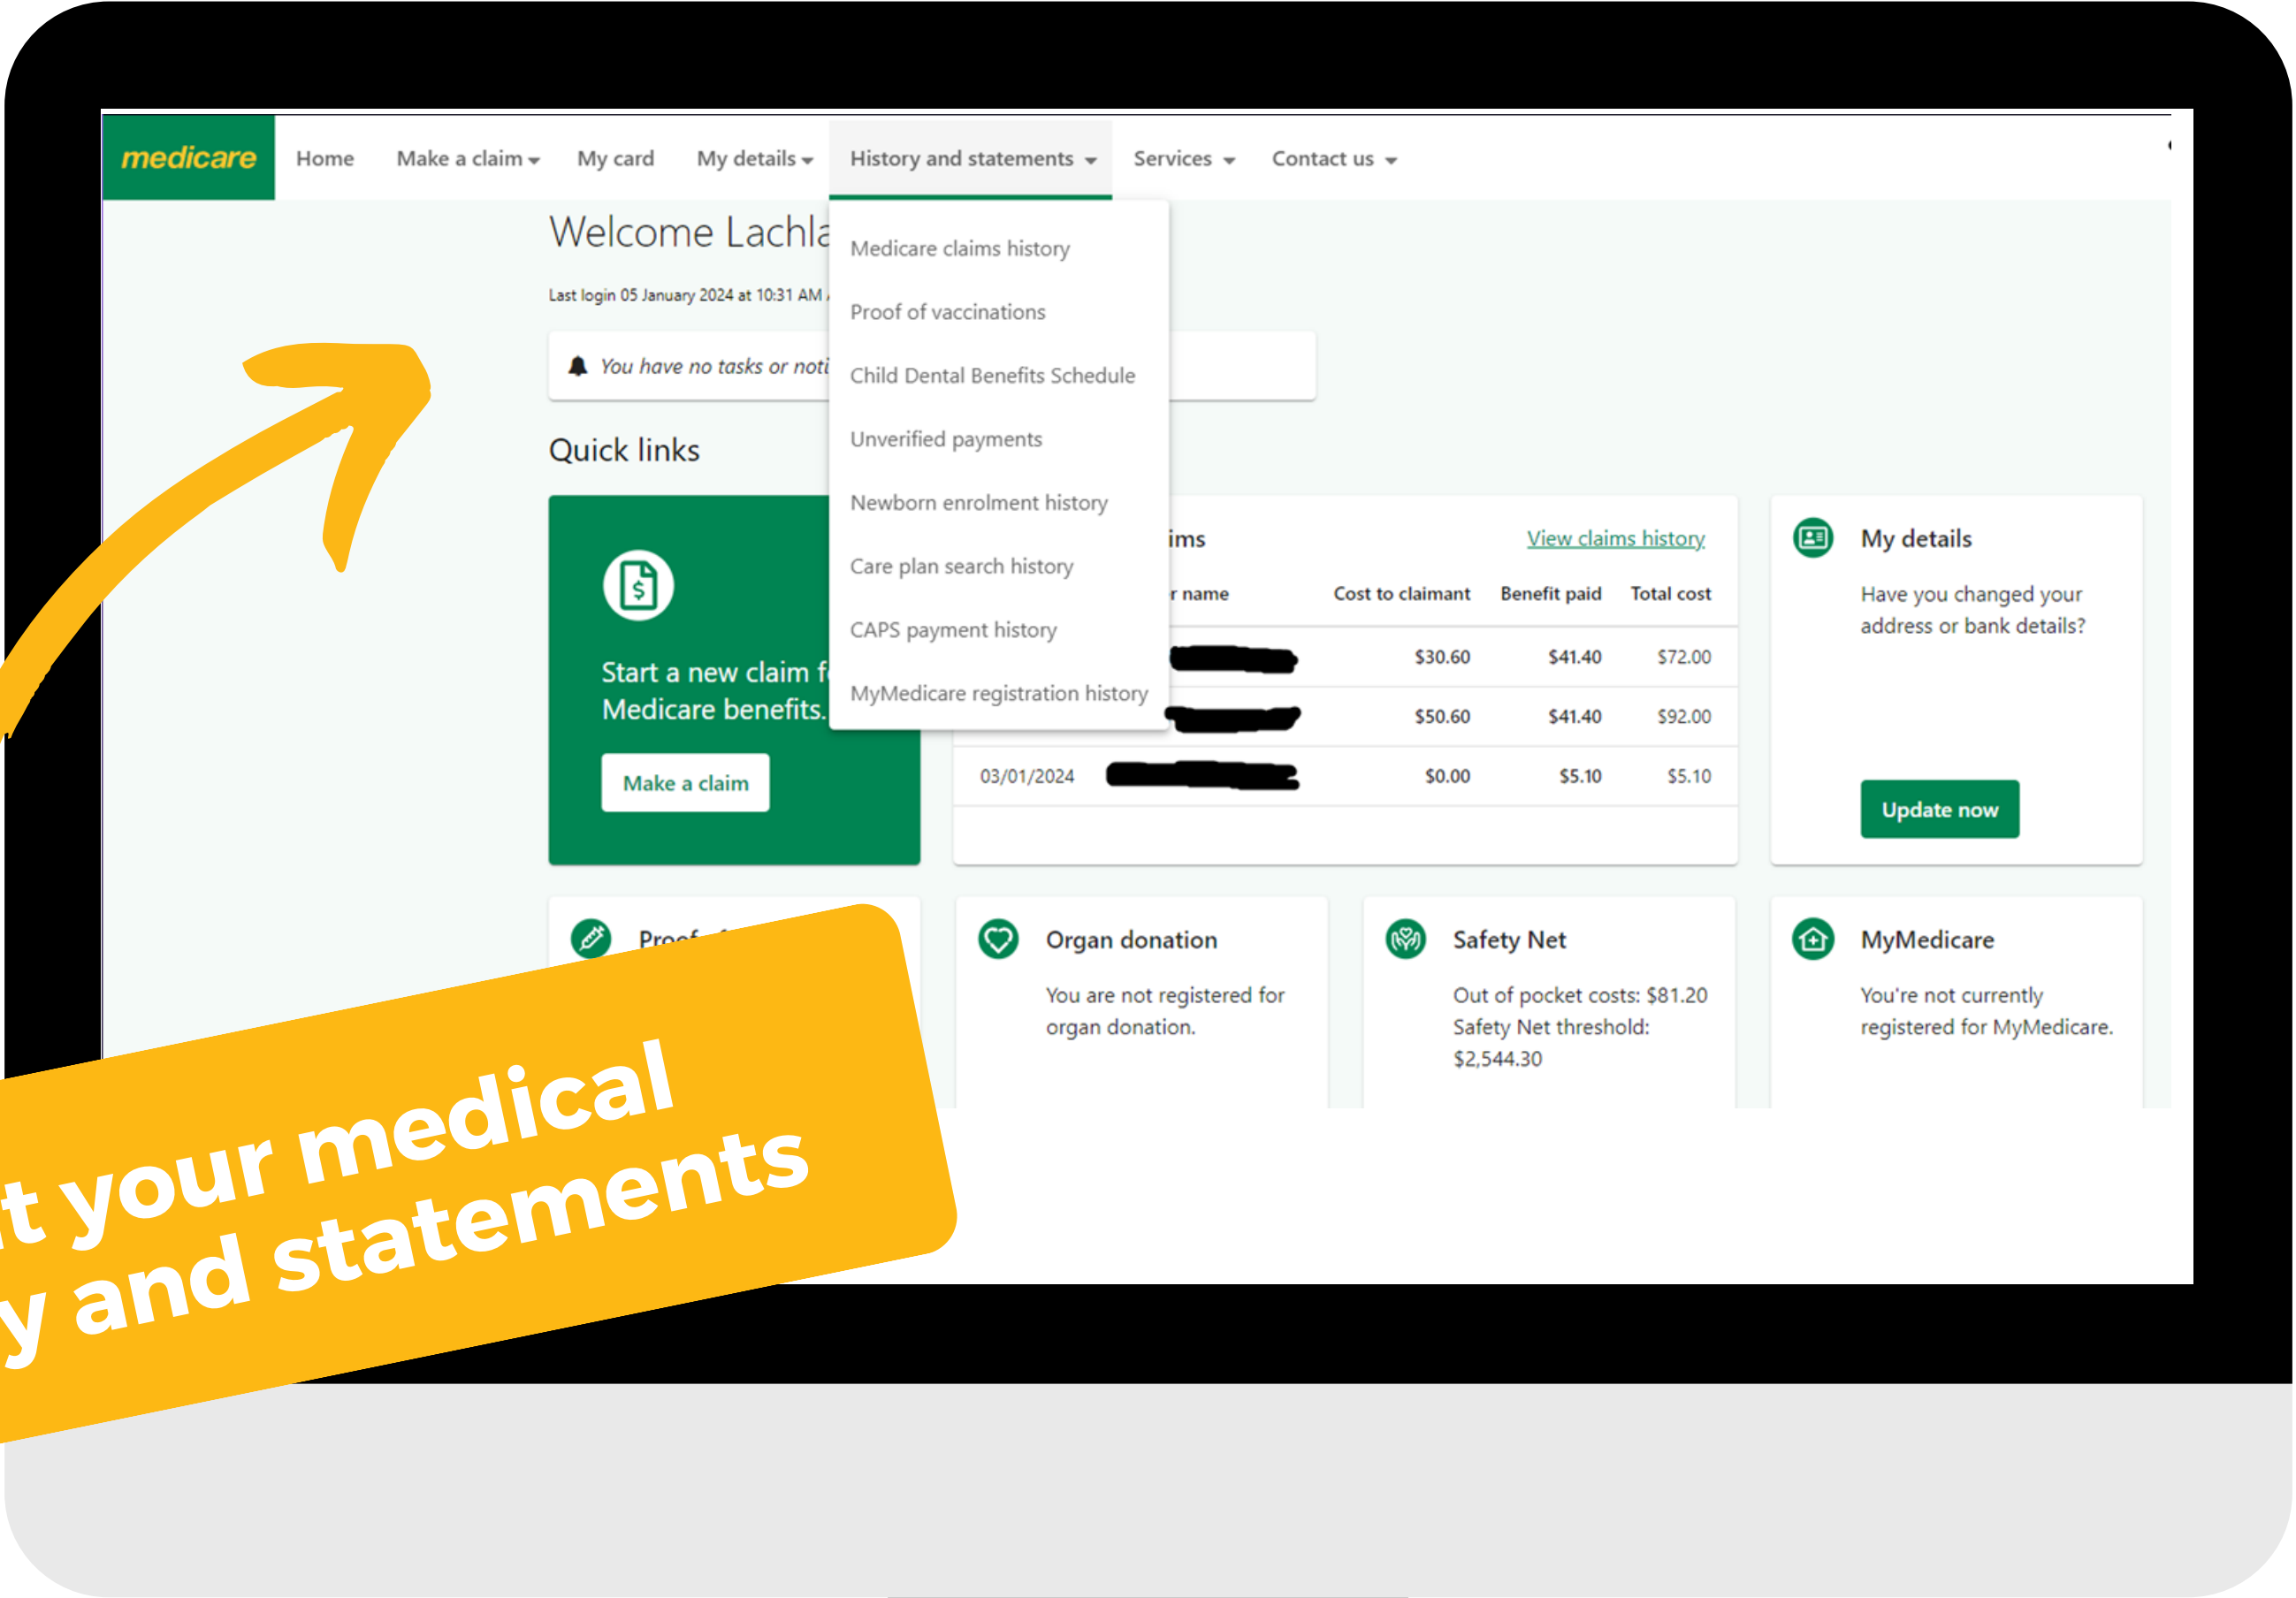 medicare Home Make a claim My card My details History and statements Services Contact us
Welcome Lachla
Last login 05 January 2024 at 10:31 AM
You have no tasks or noti
Medicare claims history
Proof of vaccinations
Child Dental Benefits Schedule
Unverified payments
Newborn enrolment history
Care plan search history
CAPS payment history
MyMedicare registration history
Quick links
Start a new claim f
Medicare benefits.
Make a claim
ims View claims history
r name Cost to claimant Benefit paid Total cost
$30.60 $41.40 $72.00
$50.60 $41.40 $92.00
03/01/2024 $0.00 $5.10 $5.10
My details
Have you changed your
address or bank details?
Update now
Proof
Organ donation
You are not registered for
organ donation.
Safety Net
Out of pocket costs: $81.20
Safety Net threshold:
$2,544.30
MyMedicare
You're not currently
registered for MyMedicare.
t your medical
y and statements